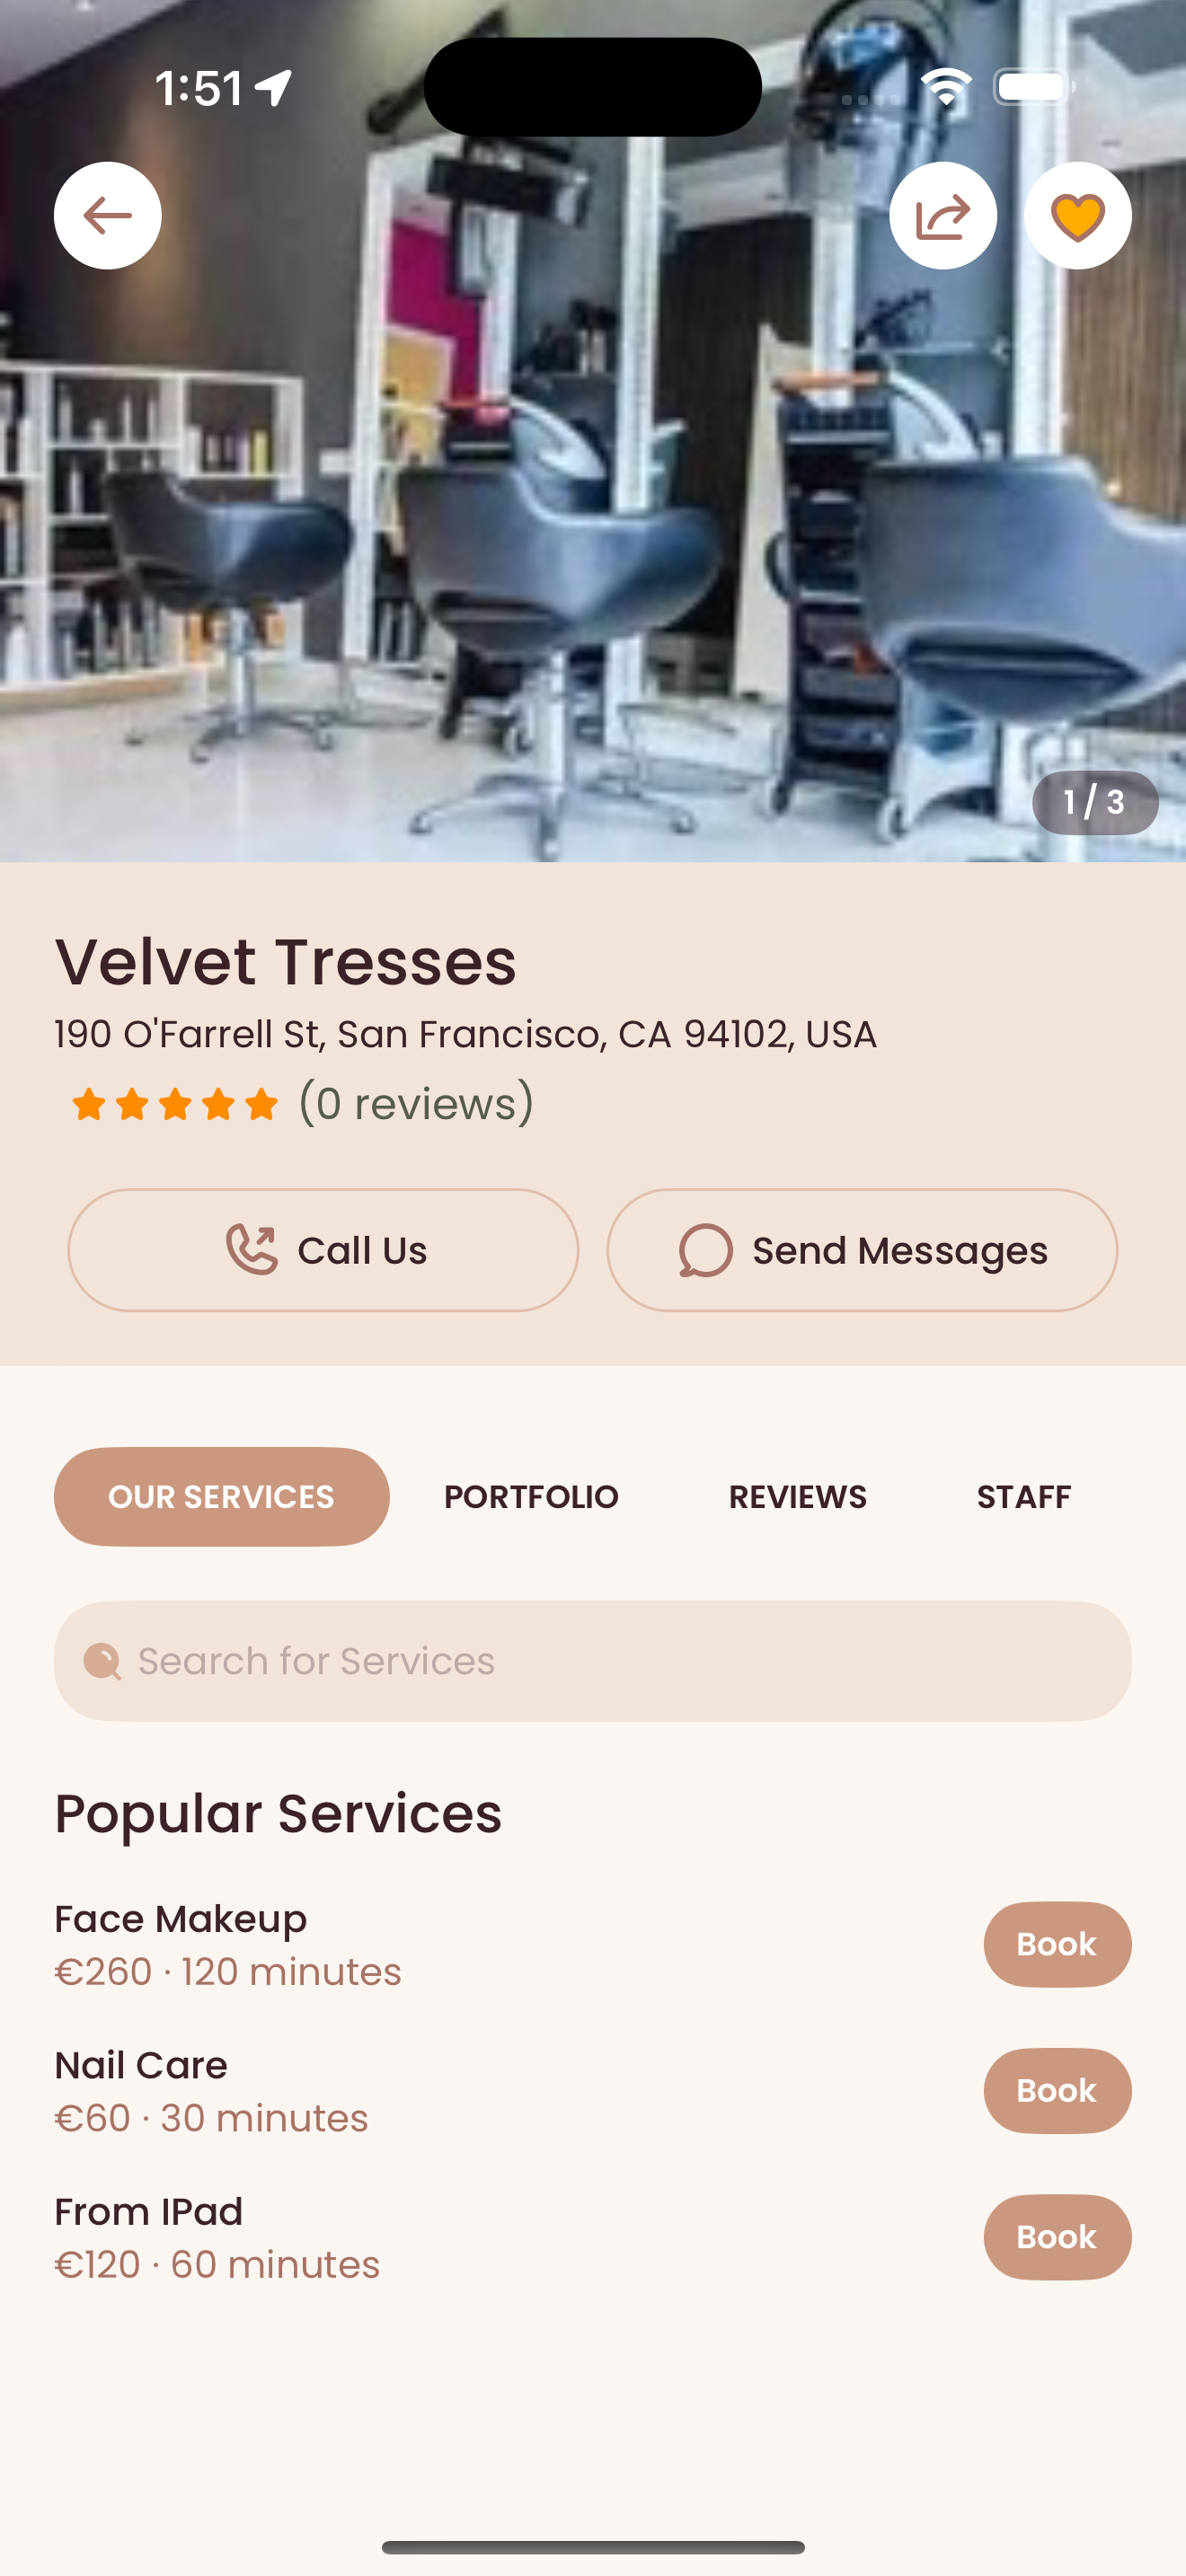 1:51
1 / 3
Velvet Tresses
190 O'Farrell St, San Francisco, CA 94102, USA
(0 reviews)
Call Us
Send Messages
OUR SERVICES
PORTFOLIO
REVIEWS
STAFF
Search for Services
Popular Services
Face Makeup
€260 · 120 minutes
Book
Nail Care
€60 · 30 minutes
Book
From IPad
€120 · 60 minutes
Book